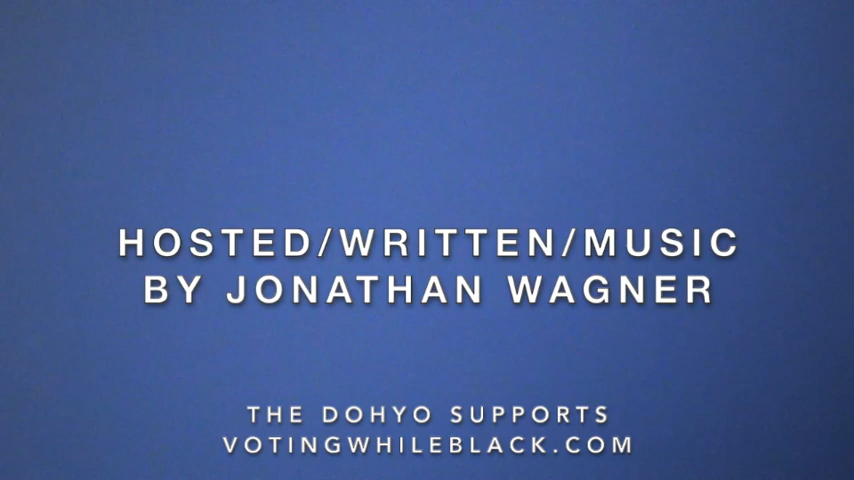 HOSTED/WRITTEN/MUSIC
BY JONATHAN WAGNER
THE DOHYO SUPPORTS
VOTINGWHILEBLACK.COM